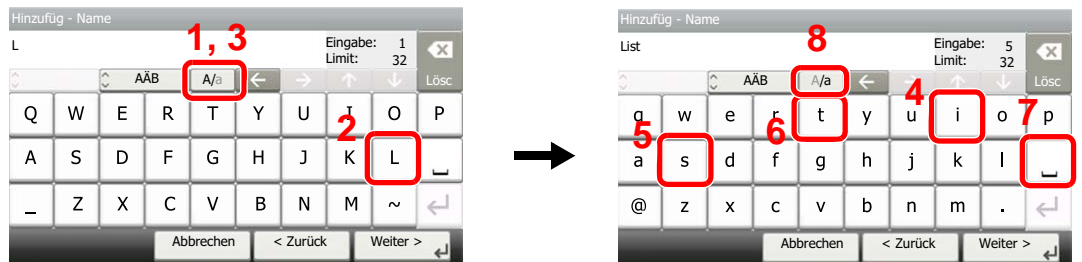 Hinzufüg - Name
L
1, 3
Eingabe: 1
Limit: 32
AÄB
A/a
Lösc
Q W E R T Y U I O P
2
A S D F G H J K L
_ Z X C V B N M ~
Abbrechen
< Zurück
Weiter >
Hinzufüg - Name
List
8
Eingabe: 5
Limit: 32
AÄB
A/a
Lösc
4
q w e r t y u i o p
5
6
7
a s d f g h j k l
@ z x c v b n m .
Abbrechen
< Zurück
Weiter >